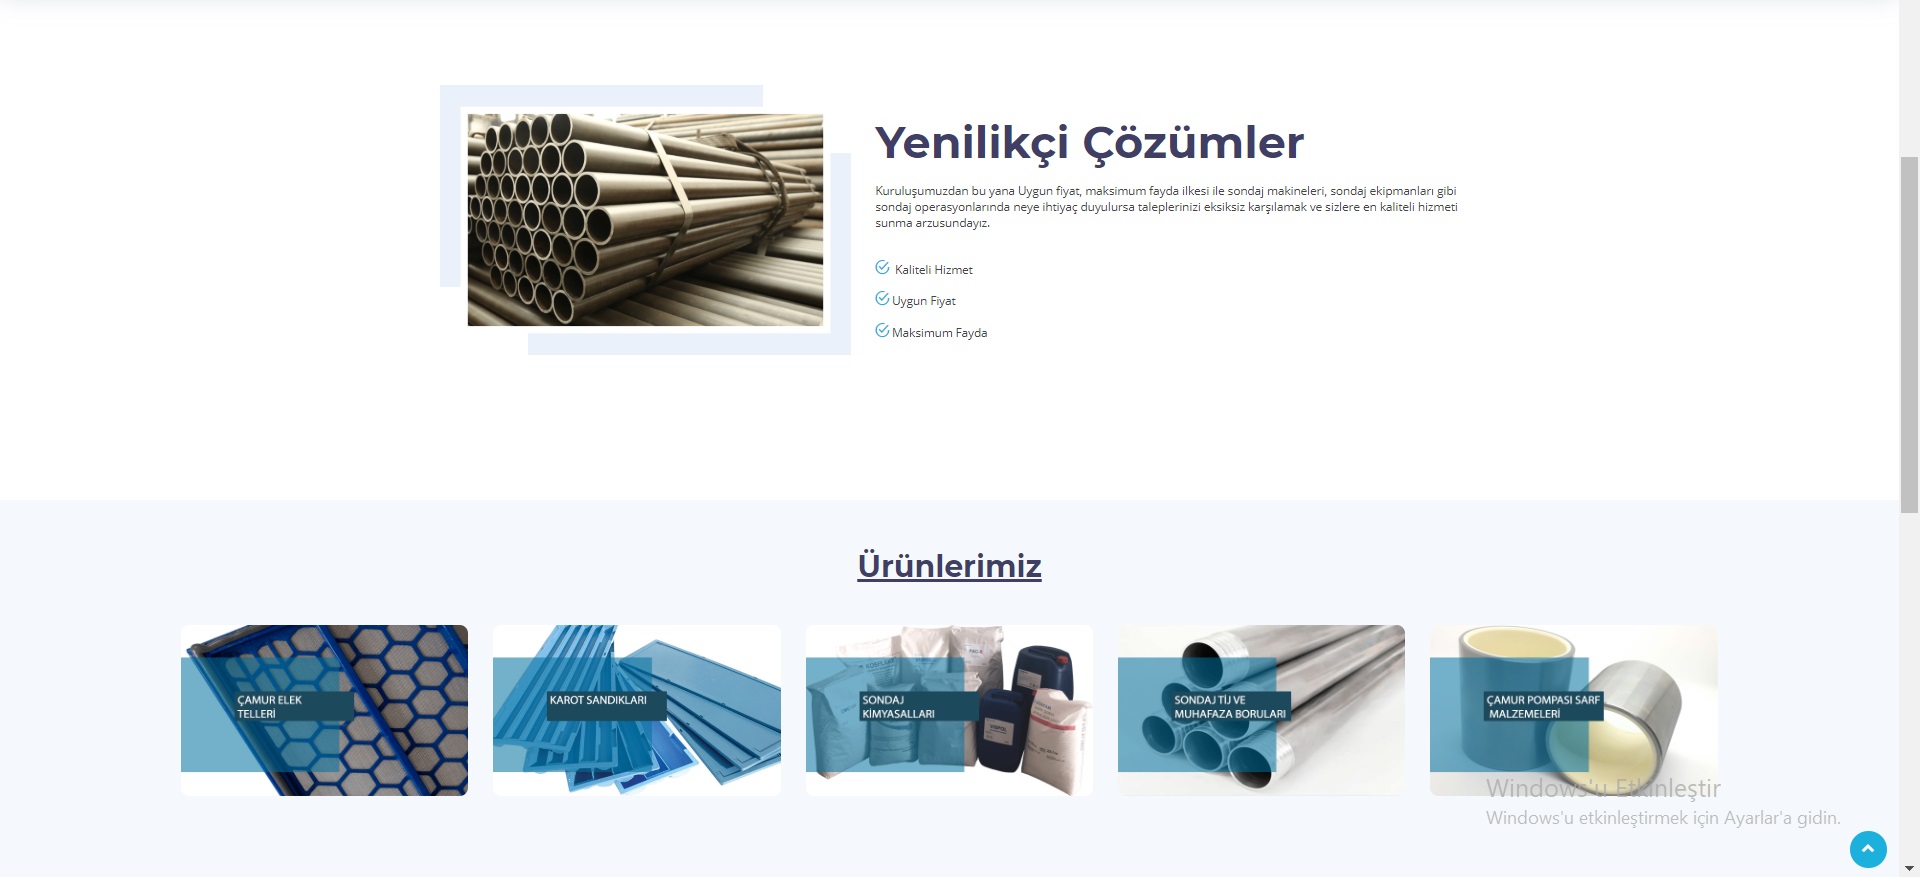 Yenilikçi Çözümler
Kuruluşumuzdan bu yana Uygun fiyat, maksimum fayda ilkesi ile sondaj makineleri, sondaj ekipmanları gibi
sondaj operasyonlarında neye ihtiyaç duyulursa taleplerinizi eksiksiz karşılamak ve sizlere en kaliteli hizmeti
sunma arzusundayız.
Kaliteli Hizmet
Uygun Fiyat
Maksimum Fayda
Ürünlerimiz
ÇAMUR ELEK
TELLERİ
KAROT SANDIKLARI
SONDAJ
KİMYASALLARI
SONDAJ TİJ VE
MUHAFAZA BORULARI
ÇAMUR POMPASI SARF
MALZEMELERİ
Windows'u Etkinleştir
Windows'u etkinleştirmek için Ayarlar'a gidin.